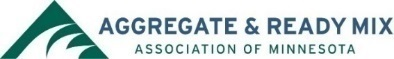 AGGREGATE & READY MIX
ASSOCIATION OF MINNESOTA